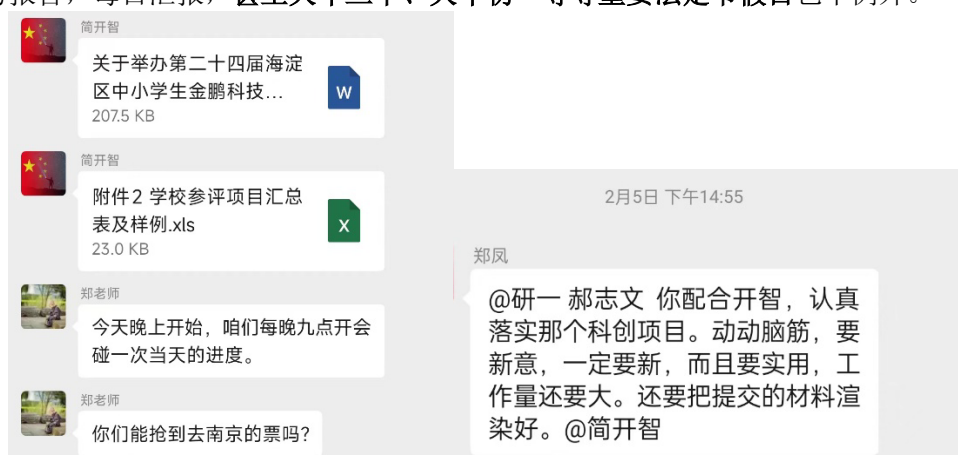 简开智
关于举办第二十四届海淀
区中小学生金鹏科技...
207.5 KB
W
简开智
附件2 学校参评项目汇总
表及样例.xls
23.0 KB
X
郑老师
今天晚上开始，咱们每晚九点开会
碰一次当天的进度。
郑老师
你们能抢到去南京的票吗？
2月5日 下午14:55
郑凤
@研一 郝志文 你配合开智，认真
落实那个科创项目。动动脑筋，要
新意，一定要新，而且要实用，工
作量还要大。还要把提交的材料渲
染好。@简开智